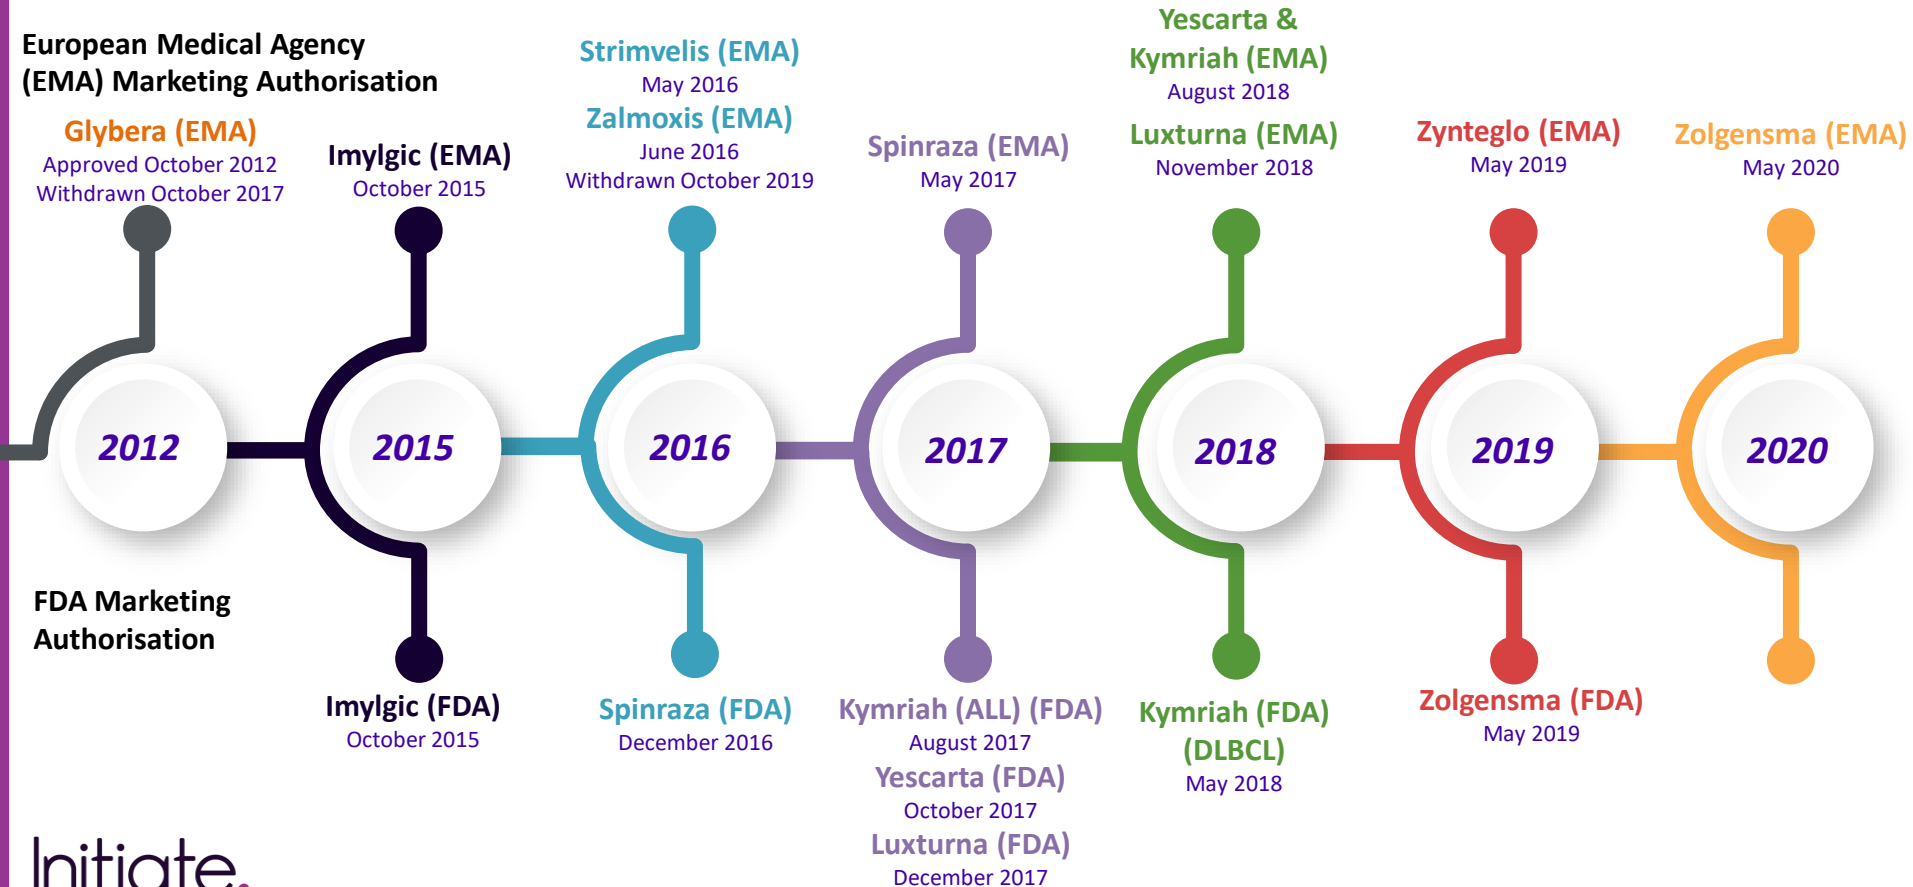 European Medical Agency
(EMA) Marketing Authorisation
Glybera (EMA)
Approved October 2012
Withdrawn October 2017
Imylgic (EMA)
October 2015
Strimvelis (EMA)
May 2016
Zalmoxis (EMA)
June 2016
Withdrawn October 2019
Spinraza (EMA)
May 2017
Yescarta &
Kymriah (EMA)
August 2018
Luxturna (EMA)
November 2018
Zynteglo (EMA)
May 2019
Zolgensma (EMA)
May 2020
2012
2015
2016
2017
2018
2019
2020
FDA Marketing
Authorisation
Imylgic (FDA)
October 2015
Spinraza (FDA)
December 2016
Kymriah (ALL) (FDA)
August 2017
Yescarta (FDA)
October 2017
Luxturna (FDA)
December 2017
Kymriah (FDA)
(DLBCL)
May 2018
Zolgensma (FDA)
May 2019
Initiate.